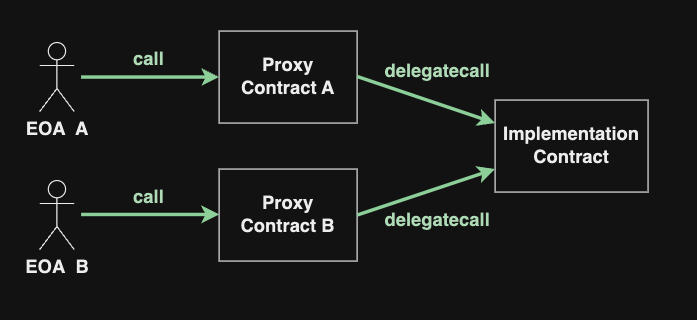 call
Proxy
Contract A
delegatecall
EOA A
Implementation
Contract
call
Proxy
Contract B
delegatecall
EOA B